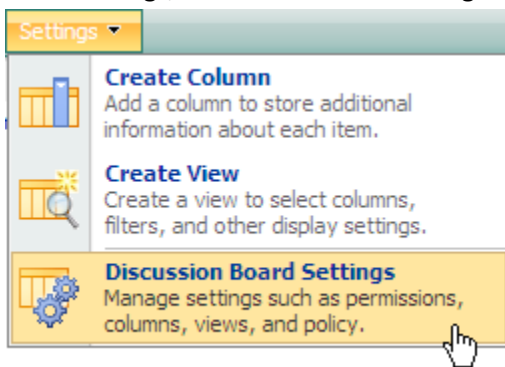 Settings
Create Column
Add a column to store additional
information about each item.
Create View
Create a view to select columns,
filters, and other display settings.
Discussion Board Settings
Manage settings such as permissions,
columns, views, and policy.